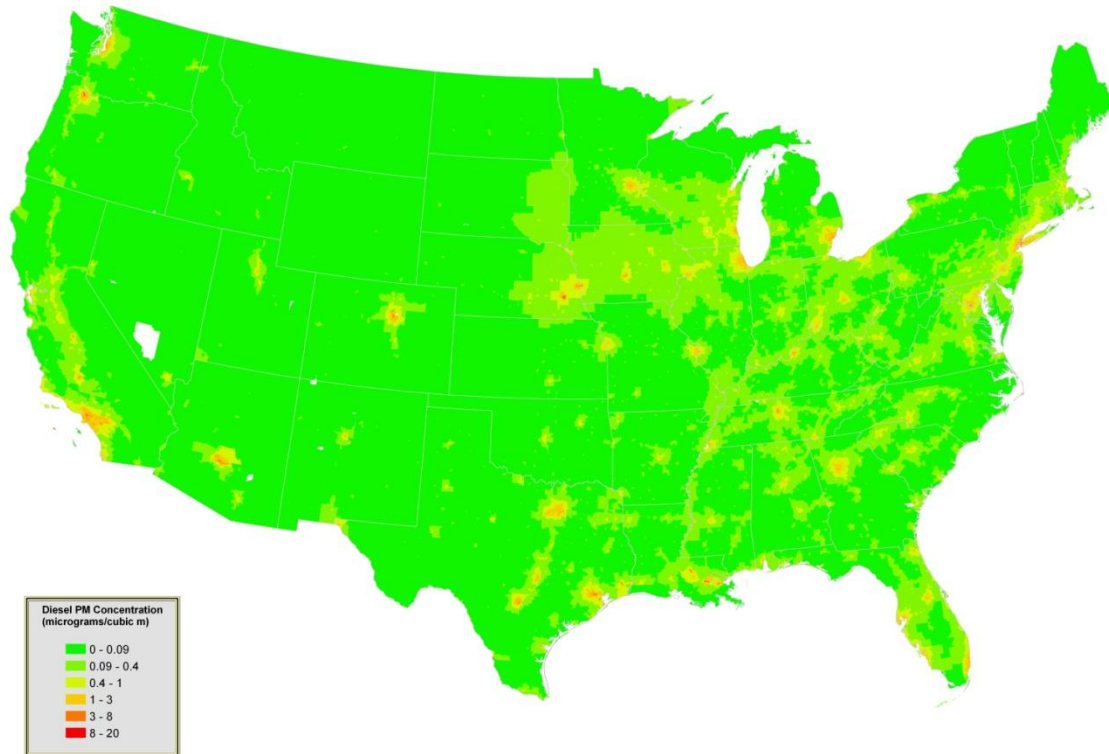 Diesel PM Concentration
(micrograms/cubic m)
0 - 0.09
0.09 - 0.4
0.4 - 1
1 - 3
3 - 8
8 - 20